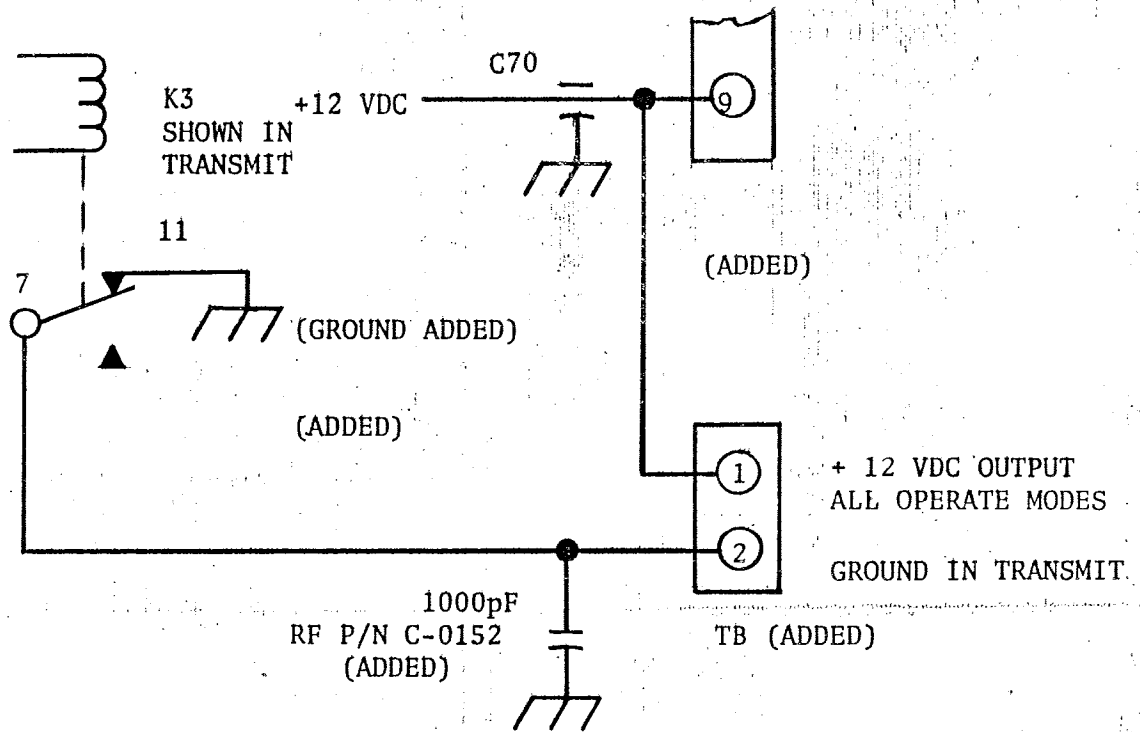 C70
9
K3
SHOWN IN
TRANSMIT
+12 VDC
11
7
(ADDED)
(GROUND ADDED)
(ADDED)
1
+ 12 VDC OUTPUT
ALL OPERATE MODES
2
GROUND IN TRANSMIT
1000pF
RF P/N C-0152
(ADDED)
TB (ADDED)